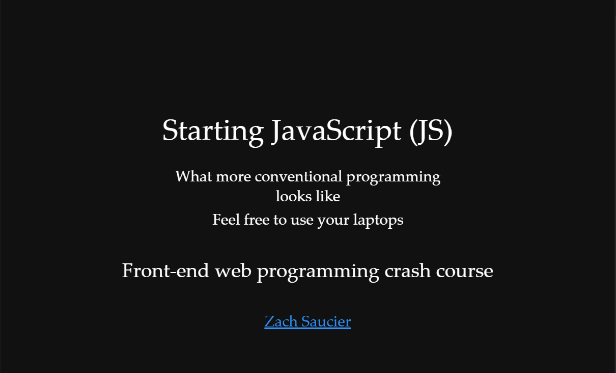 Starting JavaScript (JS)
What more conventional programming
looks like
Feel free to use your laptops
Front-end web programming crash course
Zach Saucier